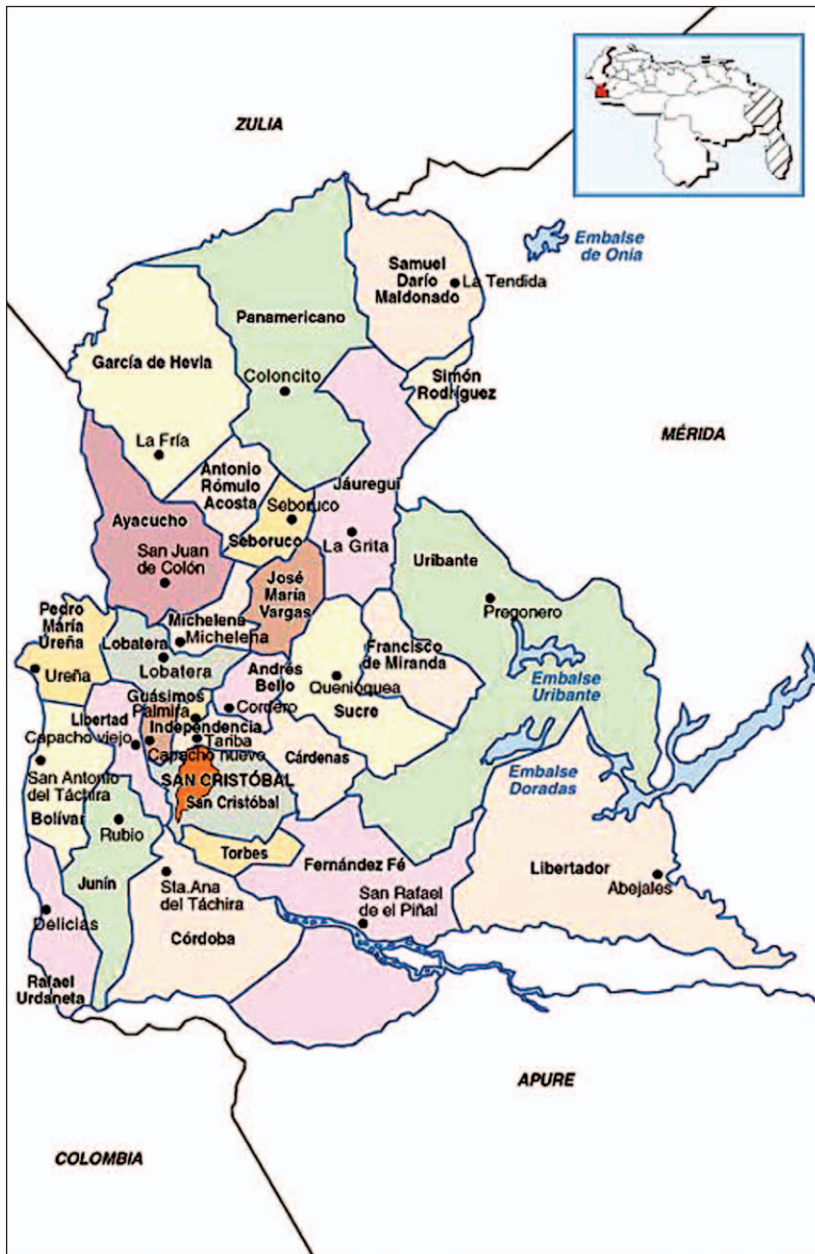 ZULIA
Embalse
de Onia
Samuel
Darío
Maldonado
La Tendida
Panamericano
García de Hevia
Simón
Rodríguez
Coloncito
MÉRIDA
La Fría
Antonio
Rómulo
Acosta
Jáuregui
Seboruco
Ayacucho
Seboruco
La Grita
San Juan
de Colón
José
María
Vargas
Uribante
Pedro
María
Ureña
Michelena
Michelena
Pregonero
Lobatera
Lobatera
Francisco
de Miranda
Ureña
Andrés
Bello
Queniquea
Embalse
Uribante
Guásimos
Palmira
Cordero
Sucre
Libertad
Independencia
Capacho viejo
Tariba
Capacho nuevo
Cárdenas
San Antonio
del Táchira
SAN CRISTÓBAL
San Cristóbal
Embalse
Doradas
Bolívar
Rubio
Torbes
Fernández Fé
Libertador
Junín
Sta. Ana
del Táchira
San Rafael
de el Piñal
Abejales
Delicias
Córdoba
Rafael
Urdaneta
APURE
COLOMBIA